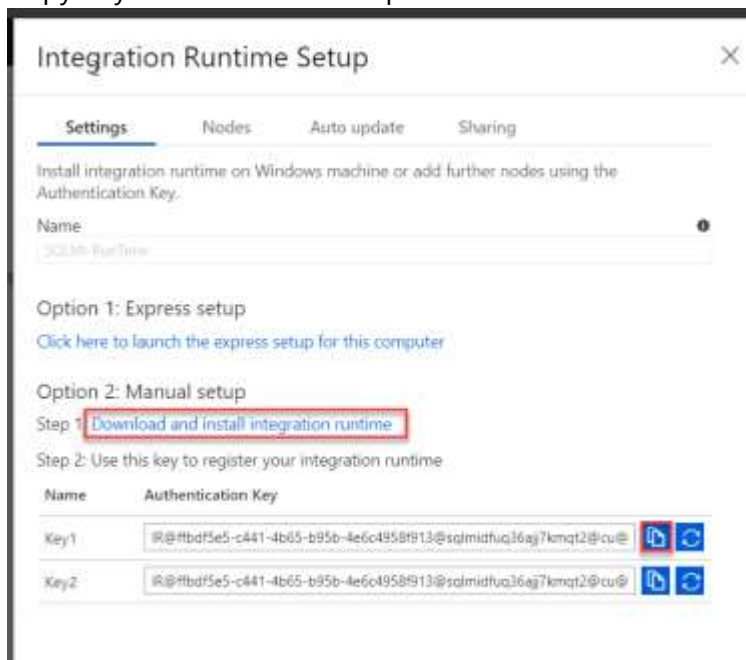 Integration Runtime Setup
Settings Nodes Auto update Sharing
Install integration runtime on Windows machine or add further nodes using the
Authentication Key.
Name
SQLMI-RunTime
Option 1: Express setup
Click here to launch the express setup for this computer
Option 2: Manual setup
Step 1: Download and install integration runtime
Step 2: Use this key to register your integration runtime
Name Authentication Key
Key1
Key2